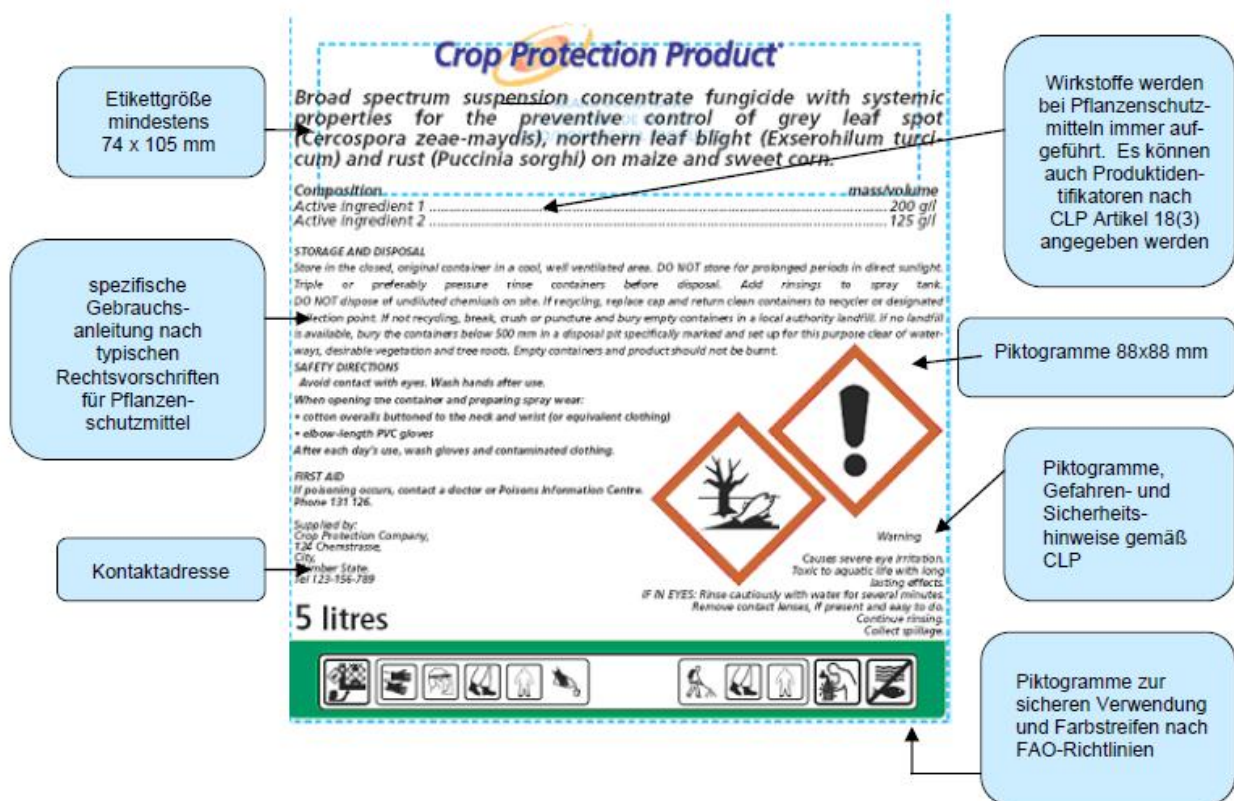 Crop Protection Product
Broad spectrum suspension concentrate fungicide with systemic
properties for the preventive control of grey leaf spot
(Cercospora zeae-maydis), northern leaf blight (Exserohilum turci-
cum) and rust (Puccinia sorghi) on maize and sweet corn.
Composition mass/volume
Active ingredient 1 200 g/l
Active ingredient 2 125 g/l
STORAGE AND DISPOSAL
Store in the closed, original container in a cool, well ventilated area. DO NOT store for prolonged periods in direct sunlight.
Triple or preferably pressure rinse containers before disposal. Add rinsings to spray tank.
DO NOT dispose of undiluted chemicals on site. If recycling, replace cap and return clean containers to recycler or designated
collection point. If not recycling, break, crush or puncture and bury empty containers in a local authority landfill. If no landfill
is available, bury the containers below 500 mm in a disposal pit specifically marked and set up for this purpose clear of water-
ways, desirable vegetation and tree roots. Empty containers and product should not be burnt.
SAFETY DIRECTIONS
Avoid contact with eyes. Wash hands after use.
When opening the container and preparing spray wear:
• cotton overalls buttoned to the neck and wrist (or equivalent clothing)
• elbow-length PVC gloves
After each day's use, wash gloves and contaminated clothing.
FIRST AID
If poisoning occurs, contact a doctor or Poisons Information Centre.
Phone 131 126.
Supplied by:
Crop Protection Company,
124 Chemstrasse,
City,
Member State.
Tel 123-156-789
5 litres
Warning
Causes severe eye irritation.
Toxic to aquatic life with long
lasting effects.
IF IN EYES: Rinse cautiously with water for several minutes.
Remove contact lenses, if present and easy to do.
Continue rinsing.
Collect spillage.
Etikettgröße
mindestens
74 x 105 mm
spezifische
Gebrauchs-
anleitung nach
typischen
Rechtsvorschriften
für Pflanzen-
schutzmittel
Kontaktadresse
Wirkstoffe werden
bei Pflanzenschutz-
mitteln immer auf-
geführt. Es können
auch Produktiden-
tifikatoren nach
CLP Artikel 18(3)
angegeben werden
Piktogramme 88x88 mm
Piktogramme,
Gefahren- und
Sicherheits-
hinweise gemäß
CLP
Piktogramme zur
sicheren Verwendung
und Farbstreifen nach
FAO-Richtlinien